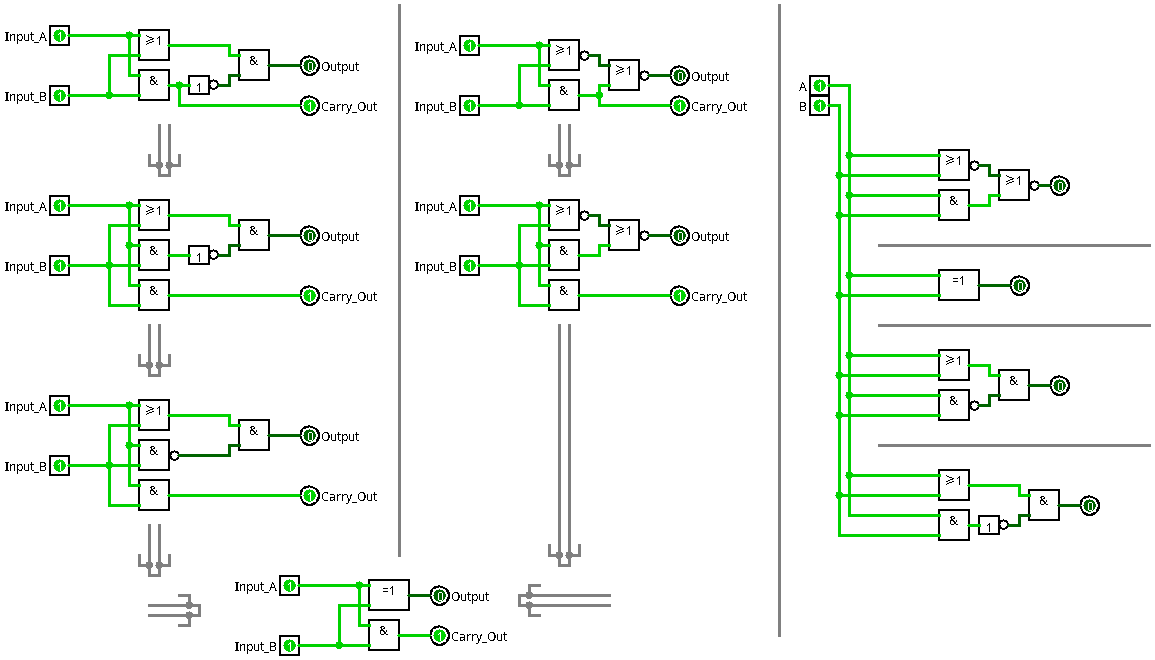 Input_A 1 ≥1 & Output
Input_B 1 & 1 1 Carry_Out
Input_A 1 ≥1 & 0 Output
Input_B 1 & 1 1 Carry_Out
&
Input_A 1 ≥1 & 0 Output
Input_B 1 & 1 Carry_Out
&
Input_A 1 ≥1 ≥1 0 Output
Input_B 1 & 1 Carry_Out
Input_A 1 ≥1 ≥1 0 Output
Input_B 1 & 1 Carry_Out
&
Input_A 1 =1 0 Output
Input_B 1 & 1 Carry_Out
A 1
B 1
≥1 ≥1 0
&
=1 0
≥1 & 0
&
≥1 & 0
& 1